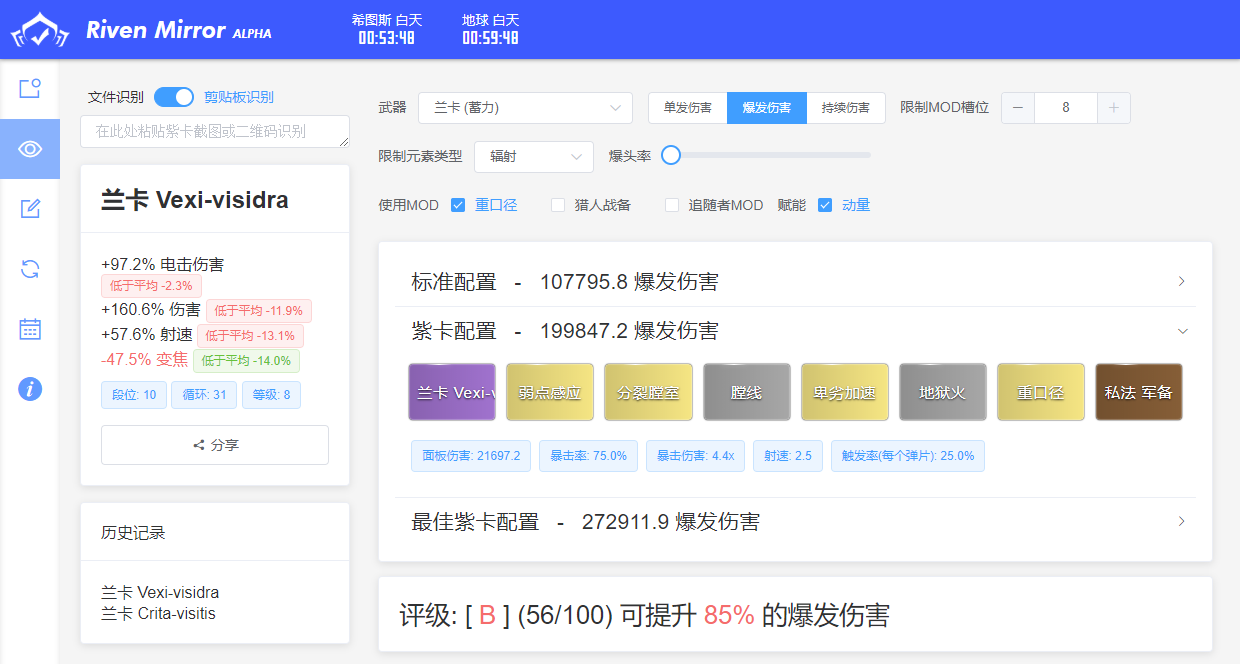 Riven Mirror ALPHA
希图斯 白天
00:53:48
地球 白天
00:59:48
文件识别 剪贴板识别
在此处粘贴紫卡截图或二维码识别
兰卡 Vexi-visidra
+97.2% 电击伤害
低于平均 -2.3%
+160.6% 伤害 低于平均 -11.9%
+57.6% 射速 低于平均 -13.1%
-47.5% 变焦 低于平均 -14.0%
段位: 10 循环: 31 等级: 8
分享
历史记录
兰卡 Vexi-visidra
兰卡 Crita-visitis
武器 兰卡 (蓄力) 单发伤害 爆发伤害 持续伤害 限制MOD槽位 − 8 +
限制元素类型 辐射 爆头率
使用MOD 重口径 猎人战备 追随者MOD 赋能 动量
标准配置 - 107795.8 爆发伤害
紫卡配置 - 199847.2 爆发伤害
兰卡 Vexi-v 弱点感应 分裂膛室 膛线 卑劣加速 地狱火 重口径 私法 军备
面板伤害: 21697.2 暴击率: 75.0% 暴击伤害: 4.4x 射速: 2.5 触发率(每个弹片): 25.0%
最佳紫卡配置 - 272911.9 爆发伤害
评级: [ B ] (56/100) 可提升 85% 的爆发伤害